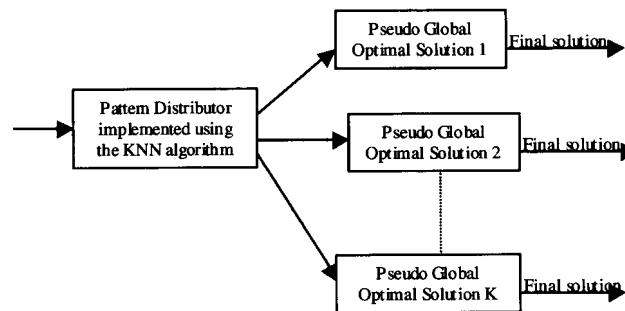 Pseudo Global
Optimal Solution 1
Final solution
Pattern Distributor
implemented using
the KNN algorithm
Pseudo Global
Optimal Solution 2
Final solution
Pseudo Global
Optimal Solution K
Final solution